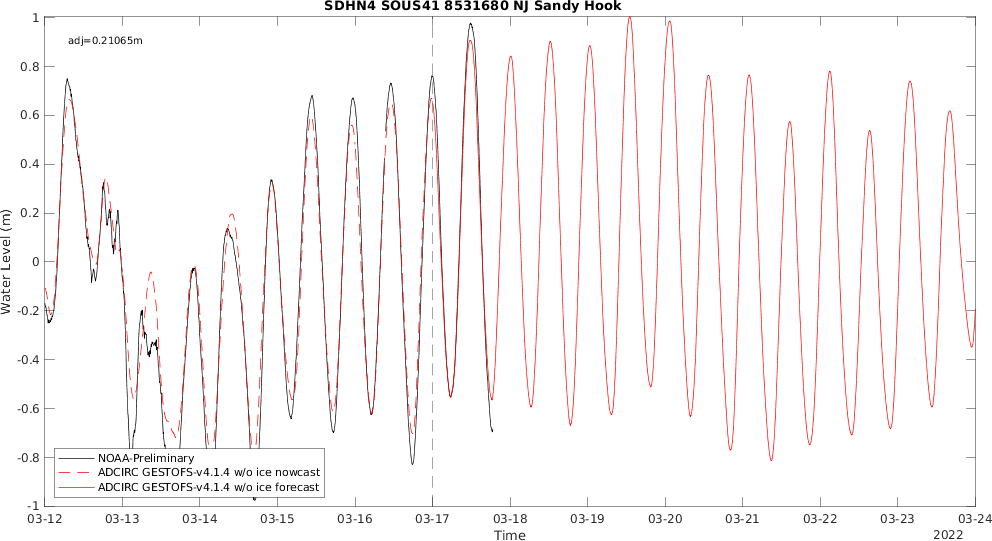 SDHN4 SOUS41 8531680 NJ Sandy Hook
adj=0.21065m
1
0.8
0.6
0.4
0.2
0
-0.2
-0.4
-0.6
-0.8
-1
Water Level (m)
NOAA-Preliminary
ADCIRC GESTOFS-v4.1.4 w/o ice nowcast
ADCIRC GESTOFS-v4.1.4 w/o ice forecast
03-12 03-13 03-14 03-15 03-16 03-17 03-18 03-19 03-20 03-21 03-22 03-23 03-24
Time
2022